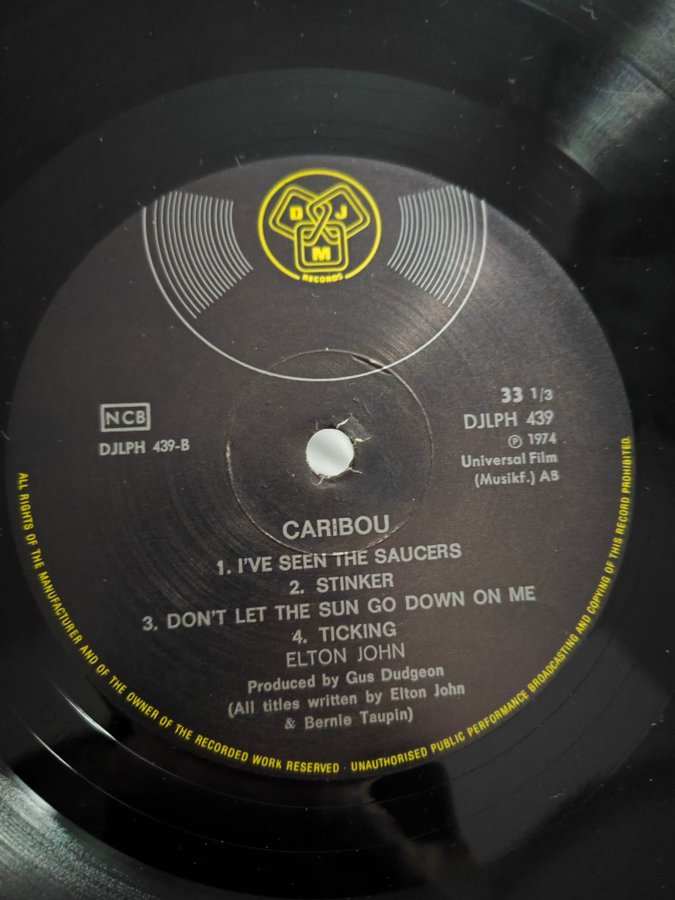 D J
M
RECORDS
NCB
DJLPH 439-B
33 1/3
DJLPH 439
℗ 1974
Universal Film
(Musikf.) AB
CARIBOU
1. I'VE SEEN THE SAUCERS
2. STINKER
3. DON'T LET THE SUN GO DOWN ON ME
4. TICKING
ELTON JOHN
Produced by Gus Dudgeon
(All titles written by Elton John
& Bernie Taupin)
ALL RIGHTS OF THE MANUFACTURER AND OF THE OWNER OF THE RECORDED WORK RESERVED · UNAUTHORISED PUBLIC PERFORMANCE BROADCASTING AND COPYING OF THIS RECORD PROHIBITED.